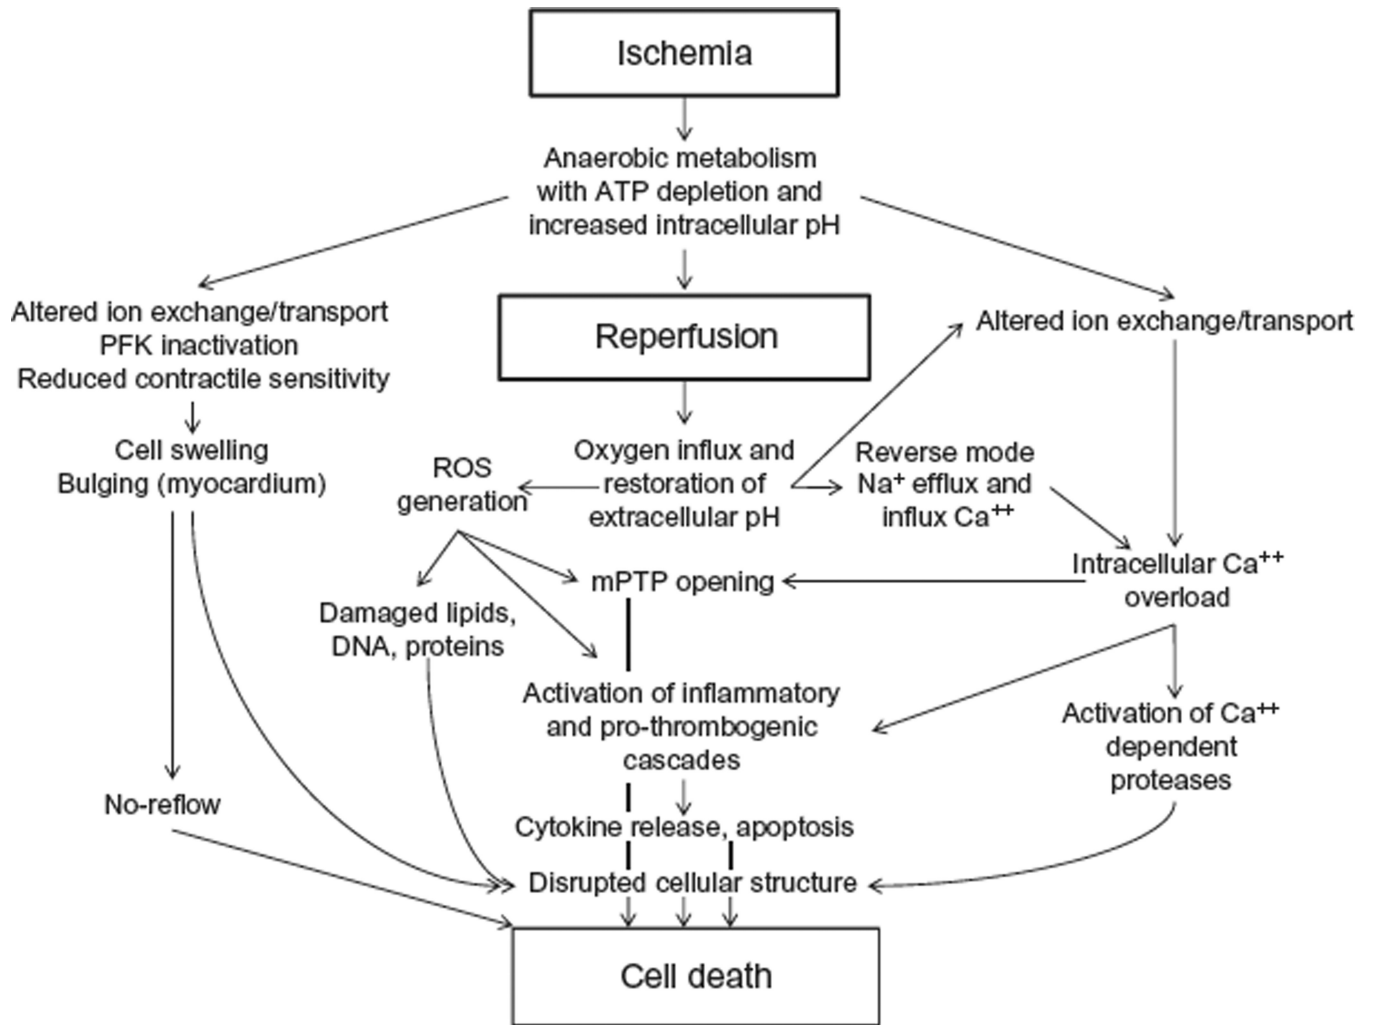 Ischemia
Anaerobic metabolism
with ATP depletion and
increased intracellular pH
Altered ion exchange/transport
PFK inactivation
Reduced contractile sensitivity
Reperfusion
Altered ion exchange/transport
Cell swelling
Bulging (myocardium)
ROS
generation
Oxygen influx and
restoration of
extracellular pH
Reverse mode
Na⁺ efflux and
influx Ca⁺⁺
mPTP opening
Intracellular Ca⁺⁺
overload
Damaged lipids,
DNA, proteins
Activation of inflammatory
and pro-thrombogenic
cascades
Activation of Ca⁺⁺
dependent
proteases
No-reflow
Cytokine release, apoptosis
Disrupted cellular structure
Cell death